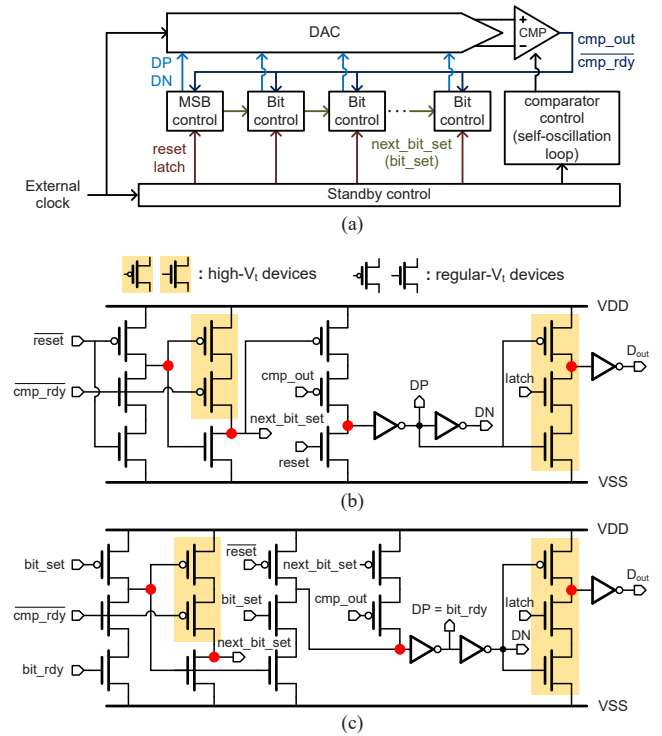 DAC
+
−
CMP
cmp_out
cmp_rdy
DP
DN
MSB control
Bit control
Bit control
...
Bit control
comparator control (self-oscillation loop)
reset
latch
next_bit_set
(bit_set)
External clock
Standby control
(a)
: high-Vt devices
: regular-Vt devices
VDD
reset
cmp_rdy
cmp_out
next_bit_set
reset
DP
DN
latch
Dout
VSS
(b)
VDD
bit_set
reset
next_bit_set
cmp_rdy
bit_set
cmp_out
next_bit_set
bit_rdy
DP = bit_rdy
DN
latch
Dout
VSS
(c)